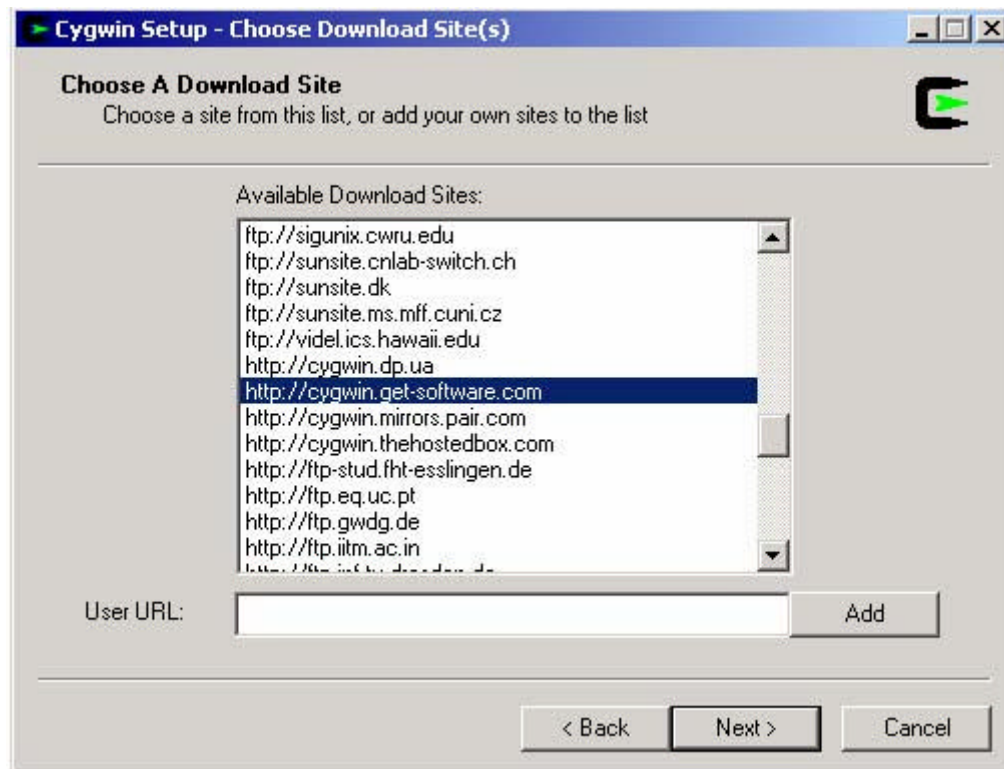 Cygwin Setup - Choose Download Site(s)
Choose A Download Site
Choose a site from this list, or add your own sites to the list
Available Download Sites:
ftp://sigunix.cwru.edu
ftp://sunsite.cnlab-switch.ch
ftp://sunsite.dk
ftp://sunsite.ms.mff.cuni.cz
ftp://videl.ics.hawaii.edu
http://cygwin.dp.ua
http://cygwin.get-software.com
http://cygwin.mirrors.pair.com
http://cygwin.thehostedbox.com
http://ftp-stud.fht-esslingen.de
http://ftp.eq.uc.pt
http://ftp.gwdg.de
http://ftp.iitm.ac.in
User URL:
Add
< Back
Next >
Cancel